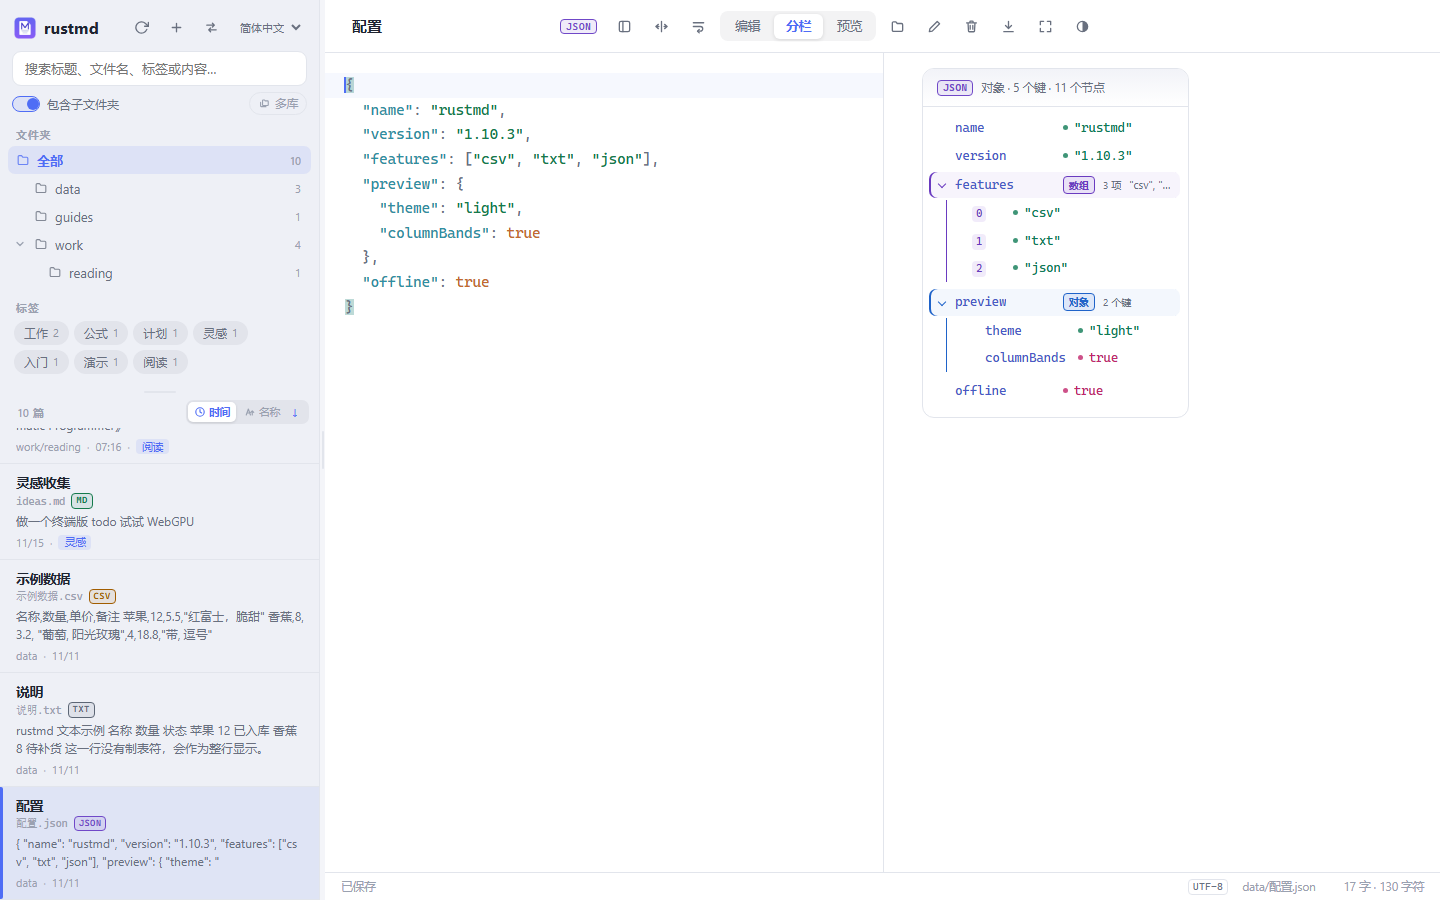 rustmd
简体中文
搜索标题、文件名、标签或内容...
包含子文件夹
多库
文件夹
全部 10
data 3
guides 1
work 4
reading 1
标签
工作 2 公式 1 计划 1 灵感 1
入门 1 演示 1 阅读 1
10 篇 时间 名称 ↓
work/reading · 07:16 · 阅读
灵感收集
ideas.md MD
做一个终端版 todo 试试 WebGPU
11/15 · 灵感
示例数据
示例数据.csv CSV
名称,数量,单价,备注 苹果,12,5.5,"红富士，脆甜" 香蕉,8,
3.2, "葡萄, 阳光玫瑰",4,18.8,"带, 逗号"
data · 11/11
说明
说明.txt TXT
rustmd 文本示例 名称 数量 状态 苹果 12 已入库 香蕉
8 待补货 这一行没有制表符，会作为整行显示。
data · 11/11
配置
配置.json JSON
{ "name": "rustmd", "version": "1.10.3", "features": ["cs
v", "txt", "json"], "preview": { "theme": "
data · 11/11
配置
JSON
编辑 分栏 预览
{
"name": "rustmd",
"version": "1.10.3",
"features": ["csv", "txt", "json"],
"preview": {
"theme": "light",
"columnBands": true
},
"offline": true
}
JSON 对象 · 5 个键 · 11 个节点
name "rustmd"
version "1.10.3"
features 数组 3 项 "csv", "...
0 "csv"
1 "txt"
2 "json"
preview 对象 2 个键
theme "light"
columnBands true
offline true
已保存
UTF-8 data/配置.json 17 字 · 130 字符